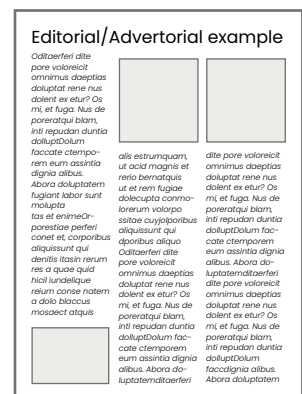 Editorial/Advertorial example
Oditaerferi dite
pore voloreicit
omnimus daeptias
doluptat rene nus
dolent ex etur? Os
mi, et fuga. Nus de
poreratqui blam,
inti repudan duntia
dolluptDolum
faccate ctempo-
rem eum assintia
dignia alibus.
Abora doluptatem
fugiant labor sunt
molupta
tas et enimeOr-
porestiae perferi
conet et, corporibus
aliquissunt qui
denitis itasin rerum
res a quae quid
hicil iundelique
reium conse natem
a dolo blaccus
mosaect atquis
alis estrumquam,
ut acid magnis et
rerio bernatquis
ut et rem fugiae
dolecupta conmo-
lorerum volorpo
ssitae cuyjolporibus
aliquissunt qui
dporibus aliquo
Oditaerferi dite
pore voloreicit
omnimus daeptias
doluptat rene nus
dolent ex etur? Os
mi, et fuga. Nus de
poreratqui blam,
inti repudan duntia
dolluptDolum fac-
cate ctemporem
eum assintia dignia
alibus. Abora do-
luptatemditaerferi
dite pore voloreicit
omnimus daeptias
doluptat rene nus
dolent ex etur? Os
mi, et fuga. Nus de
poreratqui blam,
inti repudan duntia
dolluptDolum fac-
cate ctemporem
eum assintia dignia
alibus. Abora do-
luptatemditaerferi
dite pore voloreicit
omnimus daeptias
doluptat rene nus
dolent ex etur? Os
mi, et fuga. Nus de
poreratqui blam,
inti repudan duntia
dolluptDolum
faccdignia alibus.
Abora doluptatem